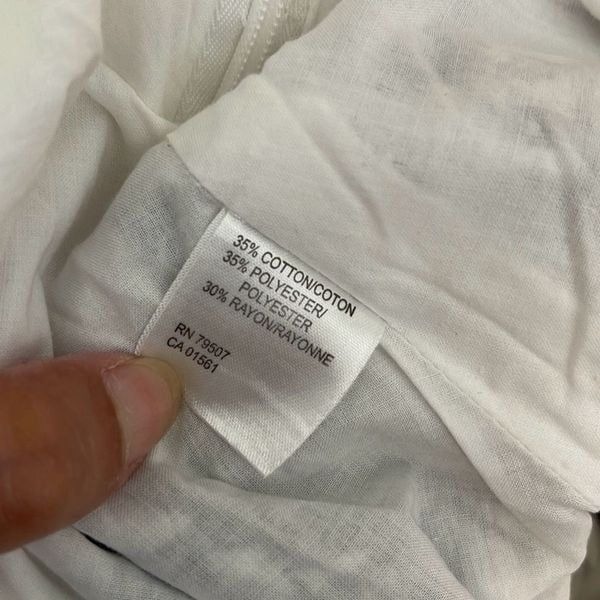 35% COTTON/COTON
35% POLYESTER/
POLYESTER
30% RAYON/RAYONNE
RN 79507
CA 01561